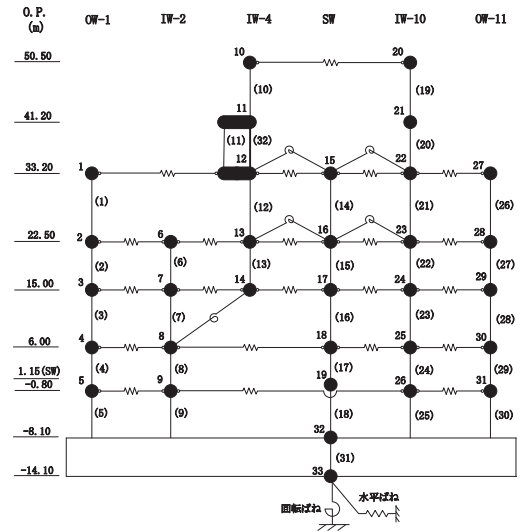 O.P.
(m)
OW-1 IW-2 IW-4 SW IW-10 OW-11
50.50 10 20
(10) (19)
41.20 11 21
(11) (32) (20)
33.20 1 12 15 22 27
(1) (12) (14) (21) (26)
22.50 2 6 13 16 23 28
(2) (6) (13) (15) (22) (27)
15.00 3 7 14 17 24 29
(3) (7) (16) (23) (28)
6.00 4 8 18 25 30
(4) (8) (17) (24) (29)
1.15(SW) 19
-0.80 5 9 26 31
(5) (9) (18) (25) (30)
-8.10 32
(31)
-14.10 33
回転ばね 水平ばね